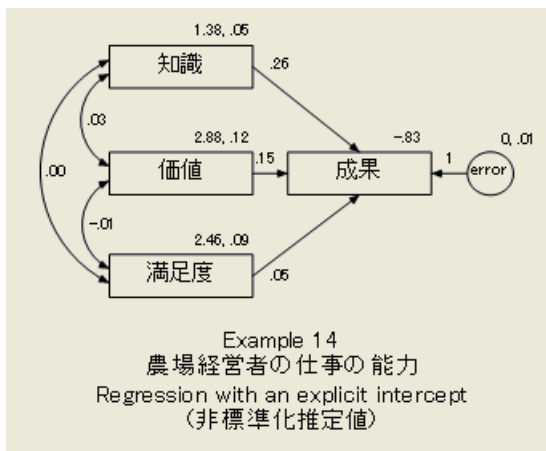 1.38, .05
知識
.26
.03
2.88, .12
-.83
0, .01
.00
価値
.15
成果
1
error
-.01
2.46, .09
満足度
.05
Example 14
農場経営者の仕事の能力
Regression with an explicit intercept
(非標準化推定値)